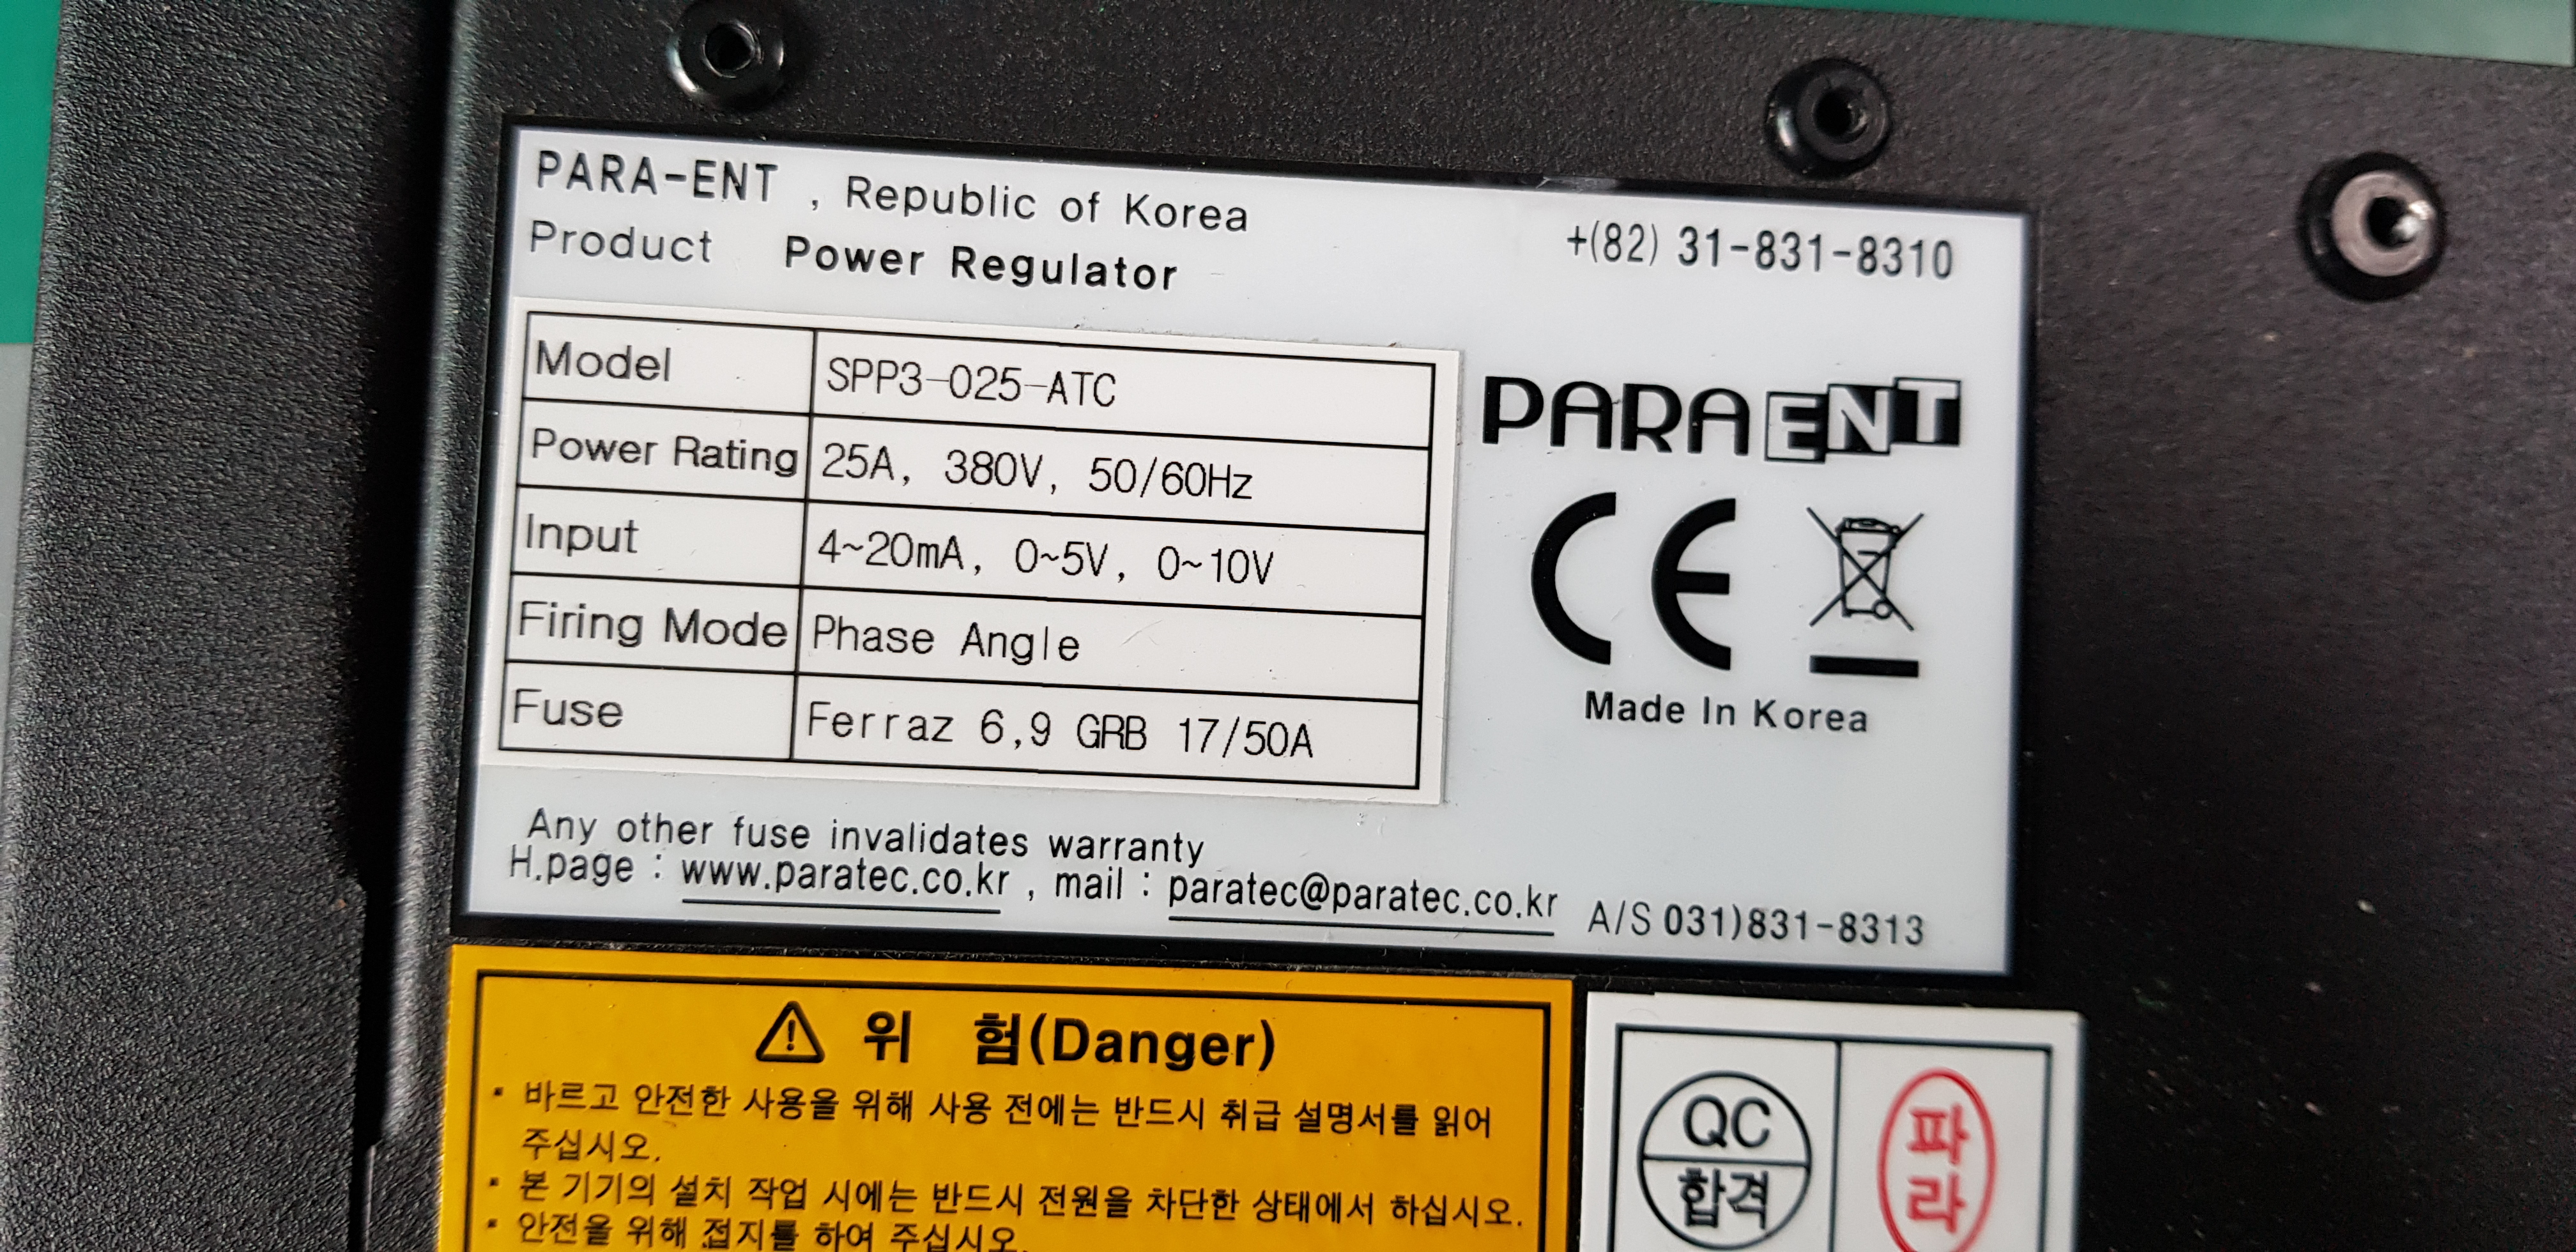 PARA-ENT , Republic of Korea
Product Power Regulator
+(82) 31-831-8310
Model SPP3-025-ATC
Power Rating 25A, 380V, 50/60Hz
Input 4~20mA, 0~5V, 0~10V
Firing Mode Phase Angle
Fuse Ferraz 6,9 GRB 17/50A
PARAENT
CE
Made In Korea
Any other fuse invalidates warranty
H.page : www.paratec.co.kr , mail : paratec@paratec.co.kr
A/S 031)831-8313
위 험(Danger)
▪ 바르고 안전한 사용을 위해 사용 전에는 반드시 취급 설명서를 읽어
주십시오.
▪ 본 기기의 설치 작업 시에는 반드시 전원을 차단한 상태에서 하십시오.
▪ 안전을 위해 접지를 하여 주십시오.
QC
합격
파
라